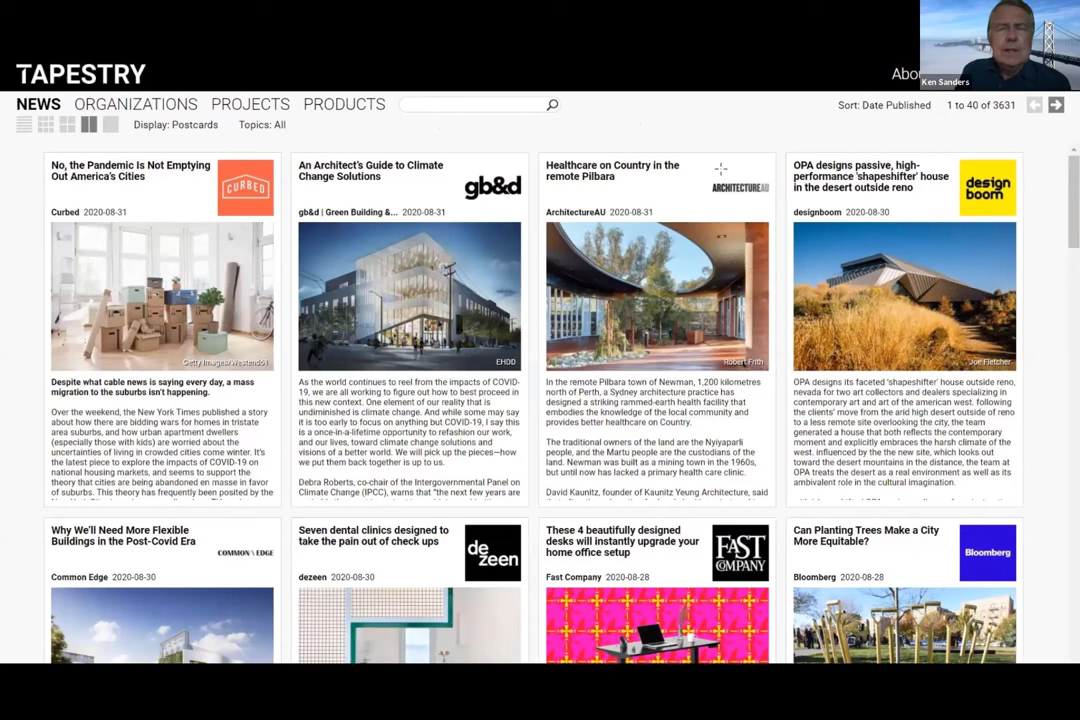 TAPESTRY
Abou
Ken Sanders
NEWS ORGANIZATIONS PROJECTS PRODUCTS
Sort: Date Published 1 to 40 of 3631
Display: Postcards Topics: All
No, the Pandemic Is Not Emptying
Out America's Cities
CURBED
Curbed 2020-08-31
Getty Images/Westend61
Despite what cable news is saying every day, a mass
migration to the suburbs isn't happening.
Over the weekend, the New York Times published a story
about how there are bidding wars for homes in tristate
area suburbs, and how urban apartment dwellers
(especially those with kids) are worried about the
uncertainties of living in crowded cities come winter. It's
the latest piece to explore the impacts of COVID-19 on
national housing markets, and seems to support the
theory that cities are being abandoned en masse in favor
of suburbs. This theory has frequently been posited by the
An Architect's Guide to Climate
Change Solutions
gb&d
gb&d | Green Building &... 2020-08-31
EHDD
As the world continues to reel from the impacts of COVID-
19, we are all working to figure out how to best proceed in
this new context. One element of our reality that is
undiminished is climate change. And while some may say
it is too early to focus on anything but COVID-19, I say this
is a once-in-a-lifetime opportunity to refashion our work,
and our lives, toward climate change solutions and
visions of a better world. We will pick up the pieces—how
we put them back together is up to us.
Debra Roberts, co-chair of the Intergovernmental Panel on
Climate Change (IPCC), warns that "the next few years are
Healthcare on Country in the
remote Pilbara
ARCHITECTUREAU
ArchitectureAU 2020-08-31
Robert Frith
In the remote Pilbara town of Newman, 1,200 kilometres
north of Perth, a Sydney architecture practice has
designed a striking rammed-earth health facility that
embodies the knowledge of the local community and
provides better healthcare on Country.
The traditional owners of the land are the Nyiyaparli
people, and the Martu people are the custodians of the
land. Newman was built as a mining town in the 1960s,
but until now has lacked a primary health care clinic.
David Kaunitz, founder of Kaunitz Yeung Architecture, said
OPA designs passive, high-
performance 'shapeshifter' house
in the desert outside reno
design
boom
designboom 2020-08-30
Joe Fletcher
OPA designs its faceted 'shapeshifter' house outside reno,
nevada for two art collectors and dealers specializing in
contemporary art and art of the american west. following
the clients' move from the arid high desert outside of reno
to a less remote site overlooking the city, the team
generated a house that both reflects the contemporary
moment and explicitly embraces the harsh climate of the
west. influenced by the the new site, which looks out
toward the desert mountains in the distance, the team at
OPA treats the desert as a real environment as well as its
ambivalent role in the cultural imagination.
Why We'll Need More Flexible
Buildings in the Post-Covid Era
COMMON \ EDGE
Common Edge 2020-08-30
Seven dental clinics designed to
take the pain out of check ups
de
zeen
dezeen 2020-08-30
These 4 beautifully designed
desks will instantly upgrade your
home office setup
FAST
COMPANY
Fast Company 2020-08-28
Can Planting Trees Make a City
More Equitable?
Bloomberg
Bloomberg 2020-08-28